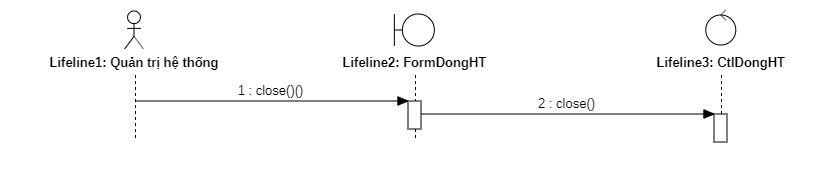 Lifeline1: Quản trị hệ thống
Lifeline2: FormDongHT
Lifeline3: CtlDongHT
1 : close()()
2 : close()